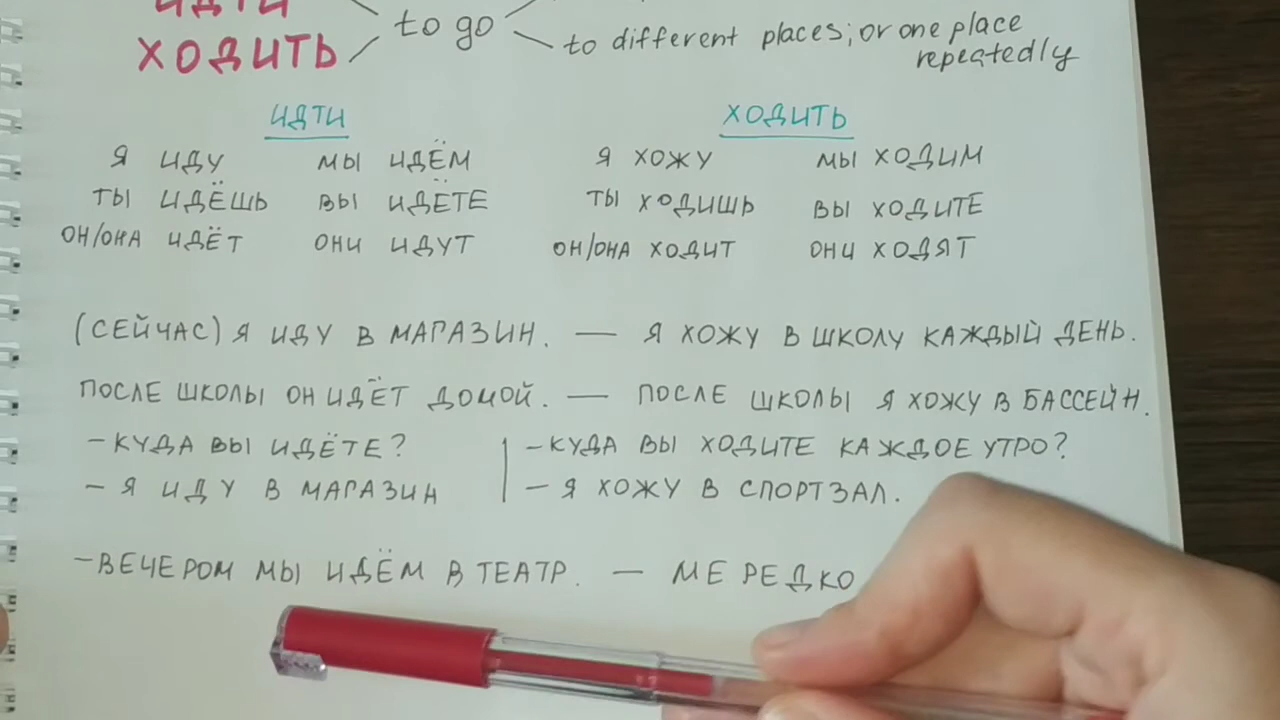 ИДТИ
ХОДИТЬ
to go
to different places; or one place
repeatedly
ИДТИ
ХОДИТЬ
Я ИДУ МЫ ИДЁМ Я ХОЖУ МЫ ХОДИМ
ТЫ ИДЁШЬ ВЫ ИДЁТЕ ТЫ ХОДИШЬ ВЫ ХОДИТЕ
ОН/ОНА ИДЁТ ОНИ ИДУТ ОН/ОНА ХОДИТ ОНИ ХОДЯТ
(СЕЙЧАС) Я ИДУ В МАГАЗИН. — Я ХОЖУ В ШКОЛУ КАЖДЫЙ ДЕНЬ.
ПОСЛЕ ШКОЛЫ ОН ИДЁТ ДОМОЙ. — ПОСЛЕ ШКОЛЫ Я ХОЖУ В БАССЕЙН.
- КУДА ВЫ ИДЁТЕ? - КУДА ВЫ ХОДИТЕ КАЖДОЕ УТРО?
- Я ИДУ В МАГАЗИН - Я ХОЖУ В СПОРТЗАЛ.
- ВЕЧЕРОМ МЫ ИДЁМ В ТЕАТР. — МЕ РЕДКО